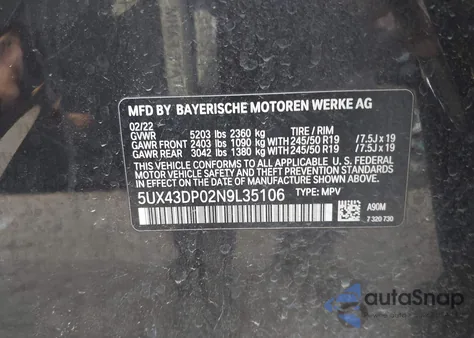 MFD BY BAYERISCHE MOTOREN WERKE AG
02/22
GVWR 5203 lbs 2360 kg TIRE / RIM
GAWR FRONT 2403 lbs 1090 kg 245/50 R19 /7.5J x 19
GAWR REAR 3042 lbs 1380 kg 245/50 R19 /7.5J x 19
THIS VEHICLE CONFORMS TO ALL APPLICABLE U. S. FEDERAL
MOTOR VEHICLE SAFETY AND THEFT PREVENTION STANDARDS
IN EFFECT ON THE DATE OF MANUFACTURE SHOWN ABOVE.
5UX43DP02N9L35106 TYPE: MPV
A90M
7 320 730
autoSnap